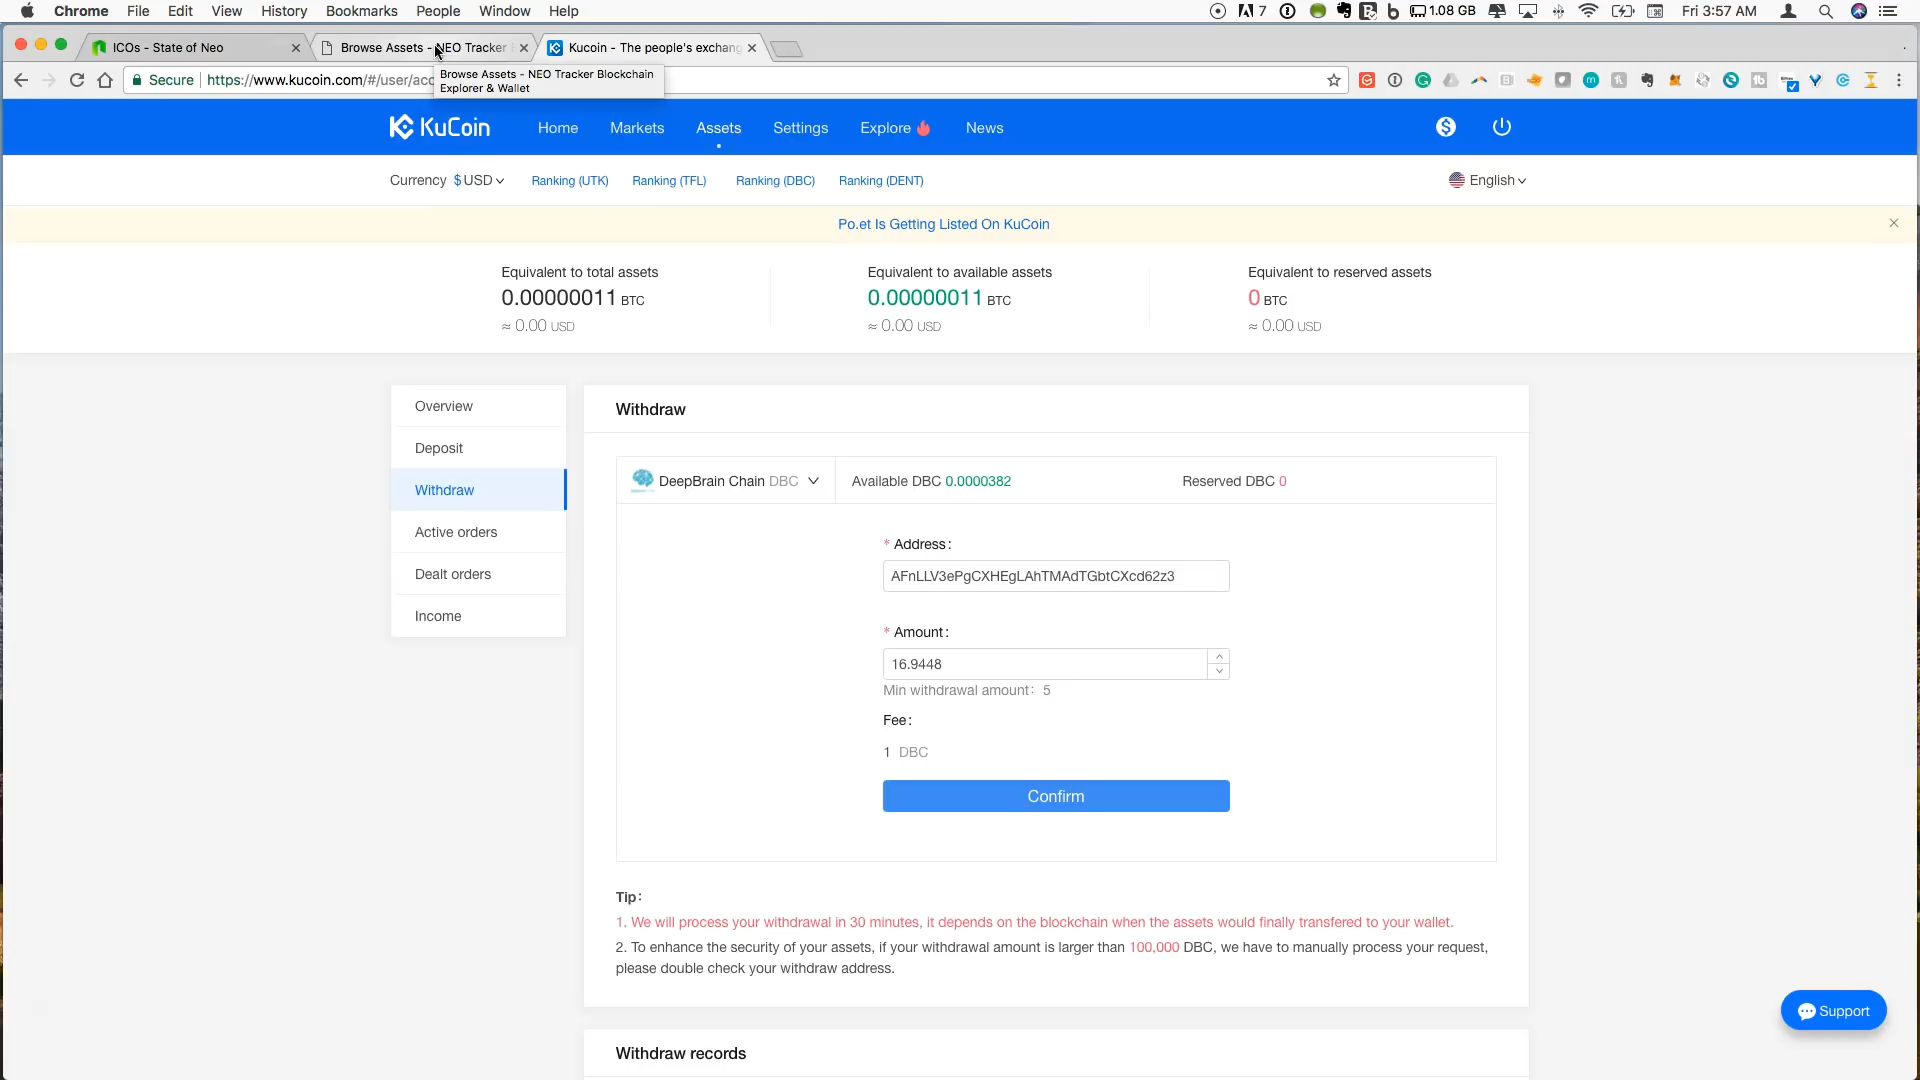 Chrome File Edit View History Bookmarks People Window Help
7 1.08 GB Fri 3:57 AM
ICOs - State of Neo
Browse Assets - NEO Tracker
Kucoin - The people's exchang
Secure https://www.kucoin.com/#/user/acc
Browse Assets - NEO Tracker Blockchain
Explorer & Wallet
KuCoin Home Markets Assets Settings Explore News
Currency $ USD Ranking (UTK) Ranking (TFL) Ranking (DBC) Ranking (DENT) English
Po.et Is Getting Listed On KuCoin
Equivalent to total assets
0.00000011 BTC
≈ 0.00 USD
Equivalent to available assets
0.00000011 BTC
≈ 0.00 USD
Equivalent to reserved assets
0 BTC
≈ 0.00 USD
Overview
Deposit
Withdraw
Active orders
Dealt orders
Income
Withdraw
DeepBrain Chain DBC Available DBC 0.0000382 Reserved DBC 0
* Address:
AFnLLV3ePgCXHEgLAhTMAdTGbtCXcd62z3
* Amount:
16.9448
Min withdrawal amount: 5
Fee:
1 DBC
Confirm
Tip:
1. We will process your withdrawal in 30 minutes, it depends on the blockchain when the assets would finally transfered to your wallet.
2. To enhance the security of your assets, if your withdrawal amount is larger than 100,000 DBC, we have to manually process your request,
please double check your withdraw address.
Support
Withdraw records